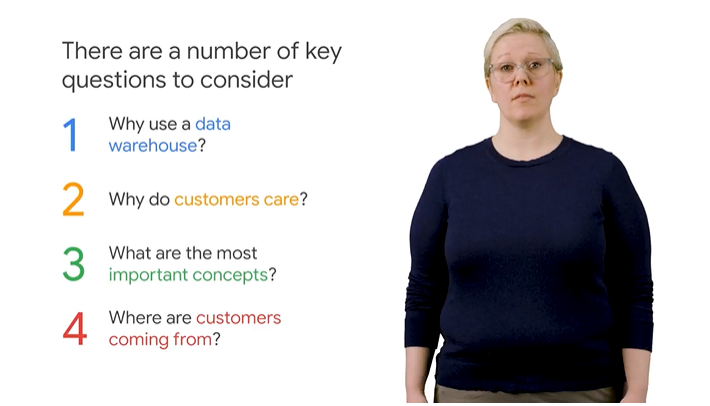 There are a number of key
questions to consider
1
Why use a data
warehouse?
2
Why do customers care?
3
What are the most
important concepts?
4
Where are customers
coming from?